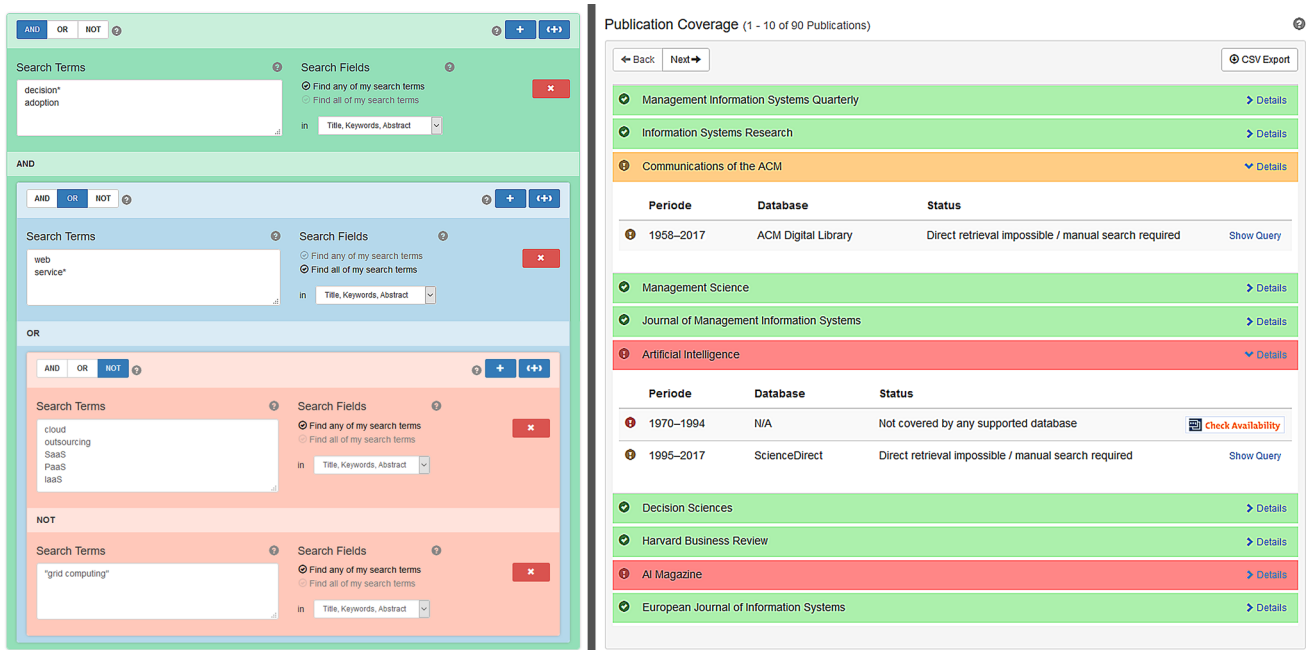 AND OR NOT
Search Terms
Search Fields
decision*
adoption
Find any of my search terms
Find all of my search terms
in Title, Keywords, Abstract
AND
AND OR NOT
Search Terms
Search Fields
web
service*
Find any of my search terms
Find all of my search terms
in Title, Keywords, Abstract
OR
AND OR NOT
Search Terms
Search Fields
cloud
outsourcing
SaaS
PaaS
IaaS
Find any of my search terms
Find all of my search terms
in Title, Keywords, Abstract
NOT
Search Terms
Search Fields
"grid computing"
Find any of my search terms
Find all of my search terms
in Title, Keywords, Abstract
Publication Coverage (1 - 10 of 90 Publications)
Back Next CSV Export
Management Information Systems Quarterly Details
Information Systems Research Details
Communications of the ACM Details
Periode Database Status
1958–2017 ACM Digital Library Direct retrieval impossible / manual search required Show Query
Management Science Details
Journal of Management Information Systems Details
Artificial Intelligence Details
Periode Database Status
1970–1994 N/A Not covered by any supported database Check Availability
1995–2017 ScienceDirect Direct retrieval impossible / manual search required Show Query
Decision Sciences Details
Harvard Business Review Details
AI Magazine Details
European Journal of Information Systems Details